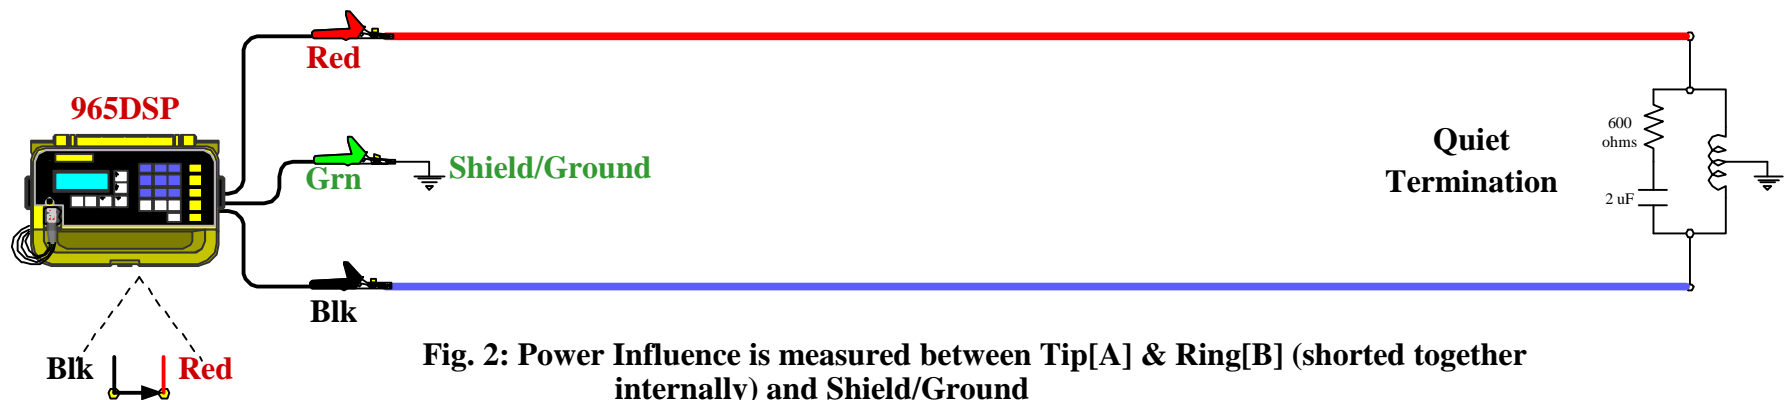 Red
965DSP
Grn
Shield/Ground
Quiet
Termination
600
ohms
2 uF
Blk
Blk
Red
Fig. 2: Power Influence is measured between Tip[A] & Ring[B] (shorted together
internally) and Shield/Ground